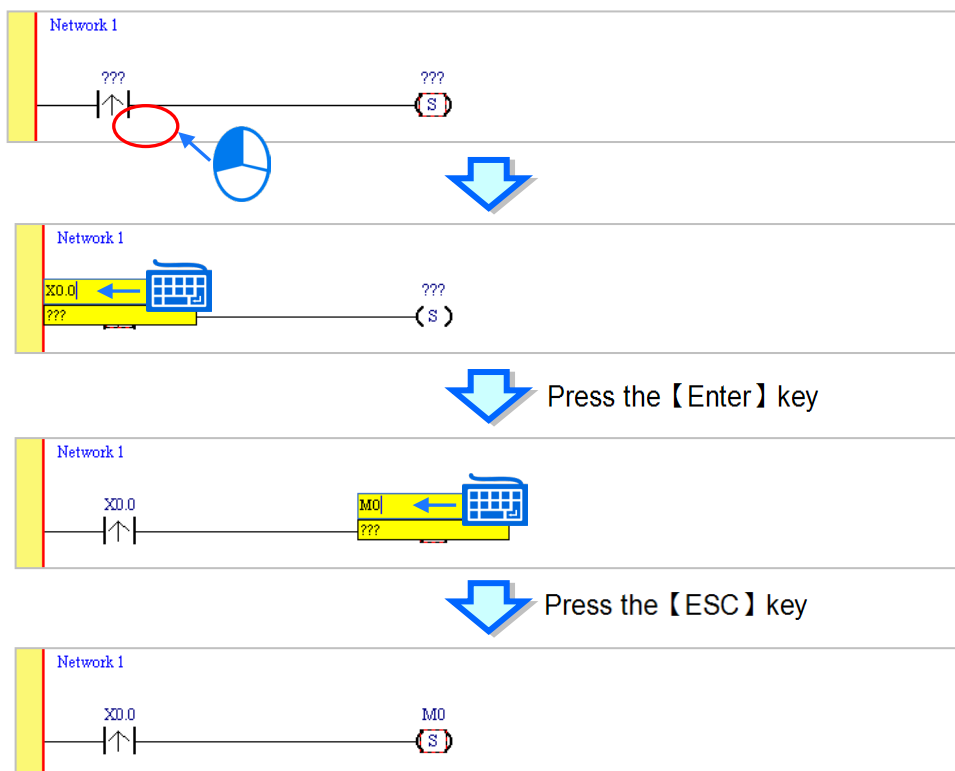 Network 1
??? ???
S
Network 1
X0.0 ???
??? S
Press the【Enter】key
Network 1
X0.0 M0
???
Press the【ESC】key
Network 1
X0.0 M0
S